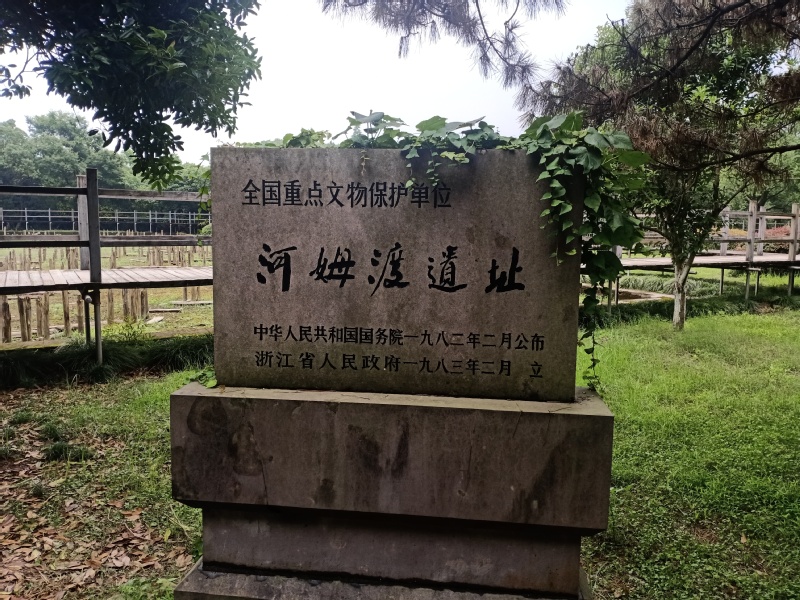 全国重点文物保护单位
河姆渡遗址
中华人民共和国国务院一九八二年二月公布
浙江省人民政府一九八三年三月 立